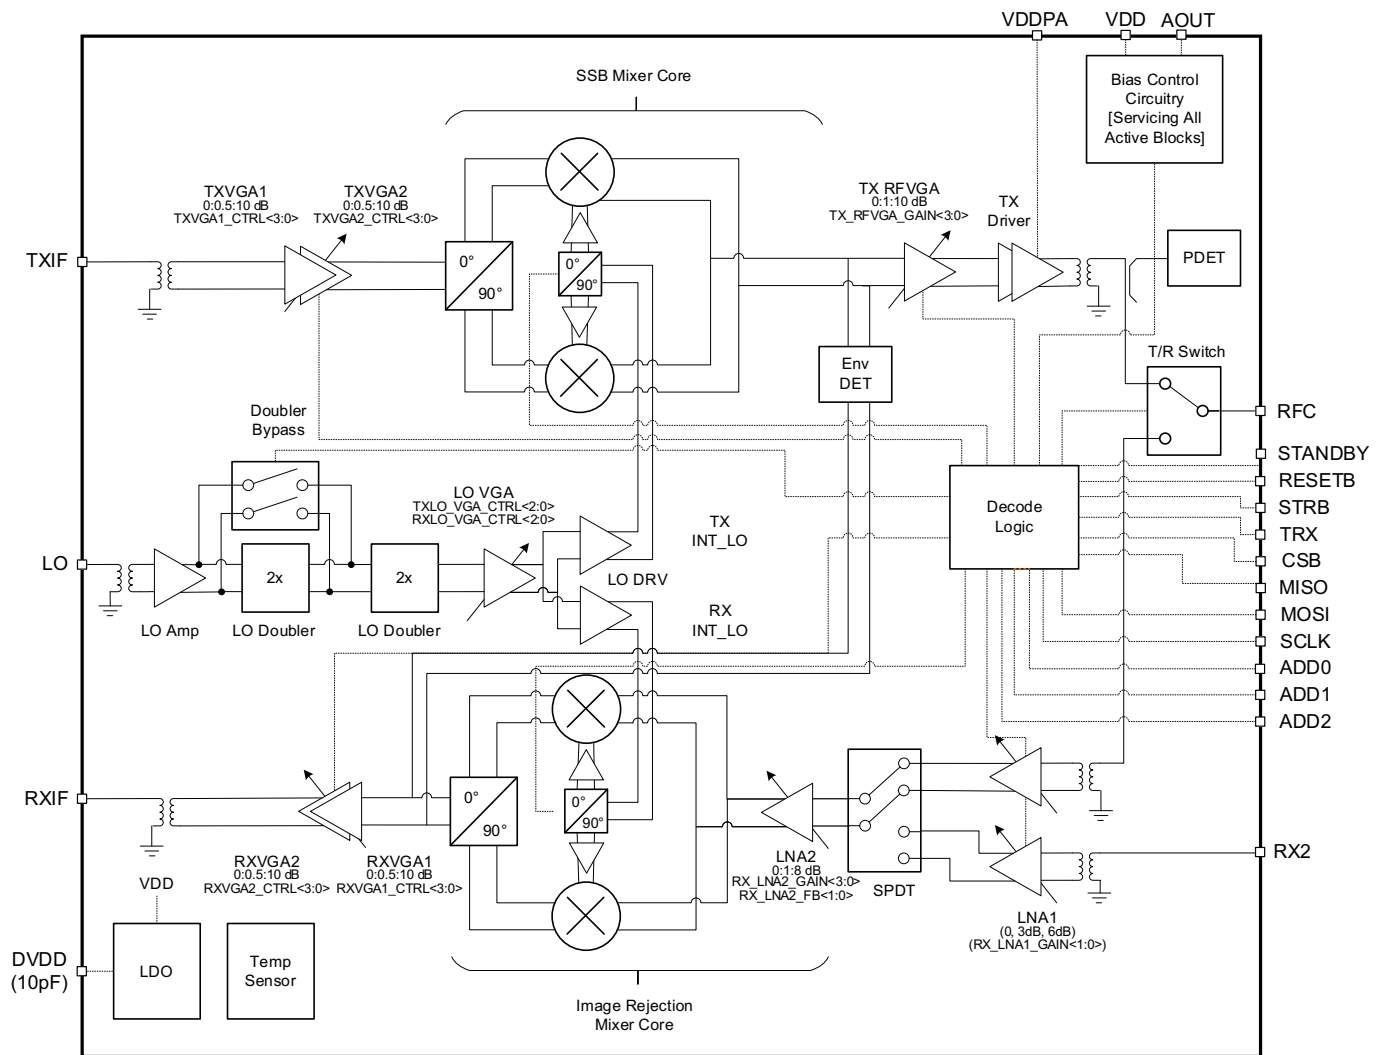 VDDPA
VDD
AOUT
SSB Mixer Core
Bias Control
Circuitry
[Servicing All
Active Blocks]
TXVGA1
0:0.5:10 dB
TXVGA1_CTRL<3:0>
TXVGA2
0:0.5:10 dB
TXVGA2_CTRL<3:0>
TX RFVGA
0:1:10 dB
TX_RFVGA_GAIN<3:0>
TX
Driver
PDET
TXIF
0°
90°
0°
90°
Env
DET
T/R Switch
RFC
Doubler
Bypass
STANDBY
RESETB
STRB
TRX
CSB
MISO
MOSI
SCLK
ADD0
ADD1
ADD2
Decode
Logic
LO VGA
TXLO_VGA_CTRL<2:0>
RXLO_VGA_CTRL<2:0>
TX
INT_LO
LO
2x
2x
LO DRV
LO Amp
LO Doubler
LO Doubler
RX
INT_LO
RXIF
0°
90°
0°
90°
RXVGA2
0:0.5:10 dB
RXVGA2_CTRL<3:0>
RXVGA1
0:0.5:10 dB
RXVGA1_CTRL<3:0>
LNA2
0:1:8 dB
RX_LNA2_GAIN<3:0>
RX_LNA2_FB<1:0>
SPDT
RX2
LNA1
(0, 3dB, 6dB)
(RX_LNA1_GAIN<1:0>)
VDD
DVDD
(10pF)
LDO
Temp
Sensor
Image Rejection
Mixer Core